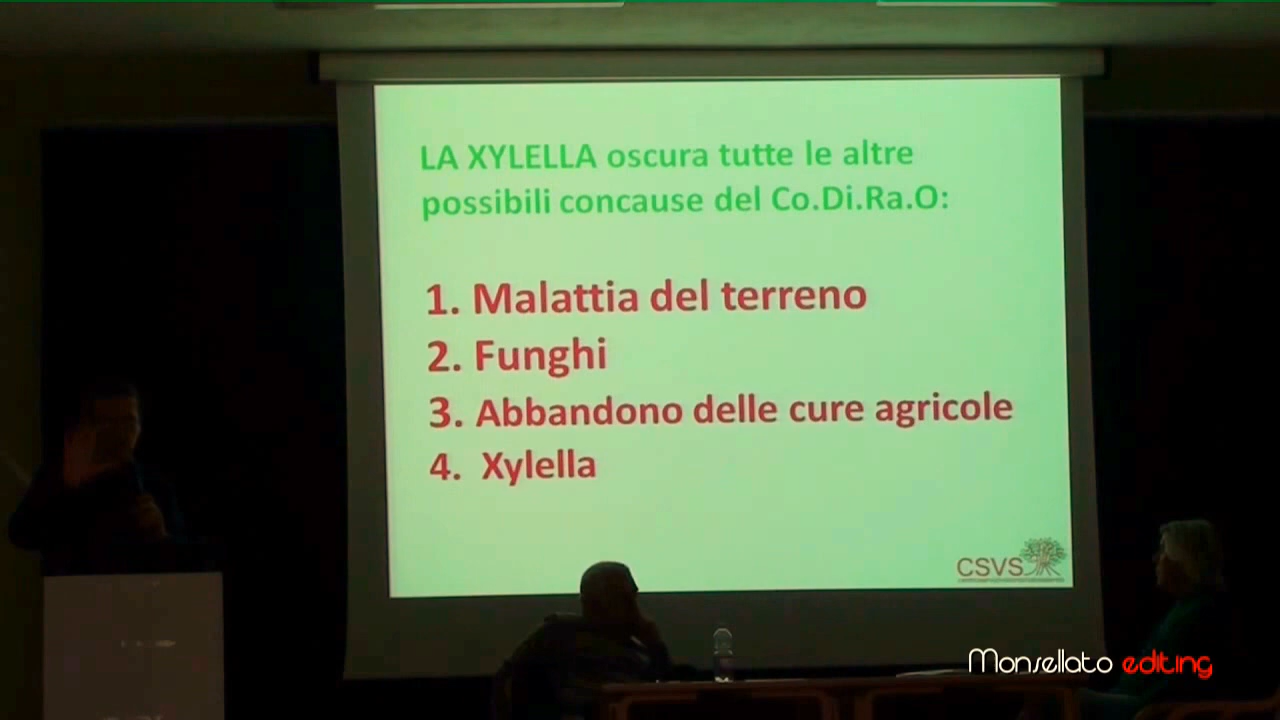 LA XYLELLA oscura tutte le altre
possibili concause del Co.Di.Ra.O:
1. Malattia del terreno
2. Funghi
3. Abbandono delle cure agricole
4. Xylella
CSVS
Monsellato editing